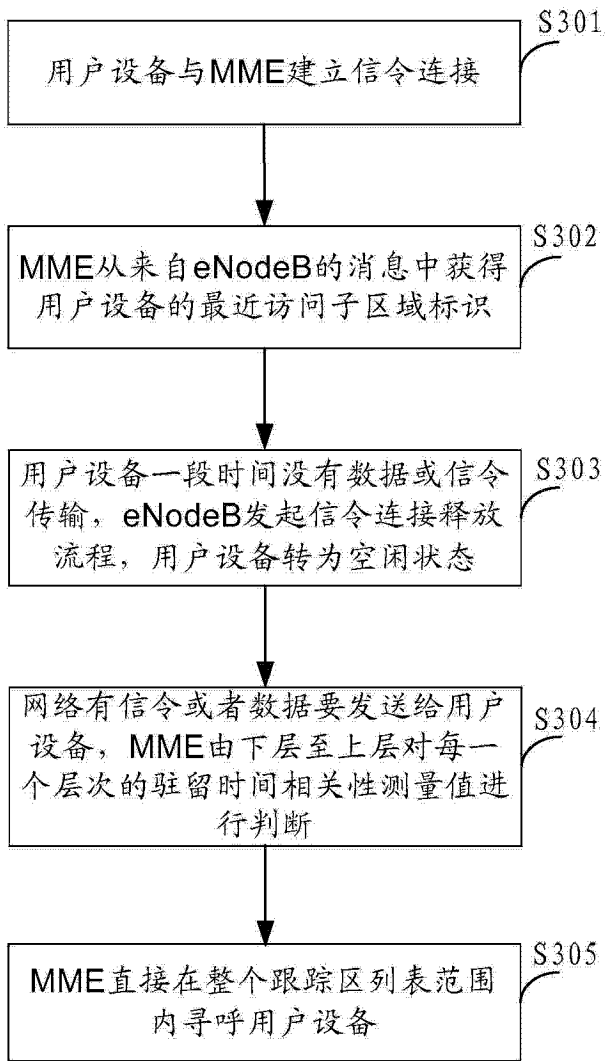 S301
用户设备与MME建立信令连接
S302
MME从来自eNodeB的消息中获得
用户设备的最近访问子区域标识
S303
用户设备一段时间没有数据或信令
传输，eNodeB发起信令连接释放
流程，用户设备转为空闲状态
S304
网络有信令或者数据要发送给用户
设备，MME由下层至上层对每一
个层次的驻留时间相关性测量值进
行判断
S305
MME直接在整个跟踪区列表范围
内寻呼用户设备